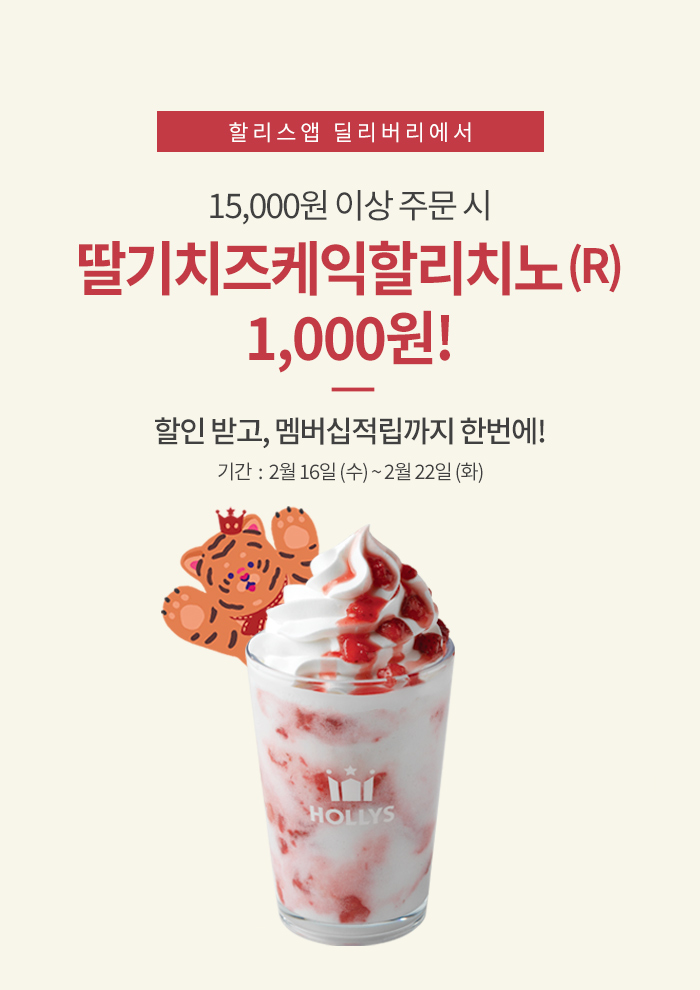 할리스앱 딜리버리에서
15,000원 이상 주문 시
딸기치즈케익할리치노(R)
1,000원!
할인 받고, 멤버십적립까지 한번에!
기간 : 2월 16일 (수) ~ 2월 22일 (화)
HOLLYS